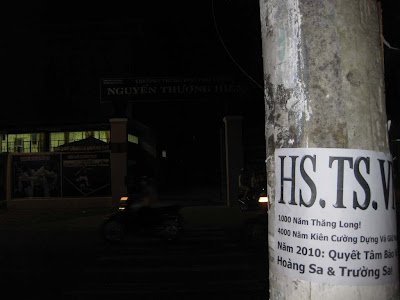 NGUYỄN THƯỢNG HIỀN
HS.TS.V
1000 Năm Thăng Long!
4000 Năm Kiên Cường Dựng Và Giữ
Năm 2010: Quyết Tâm Bảo
Hoàng Sa & Trường Sa